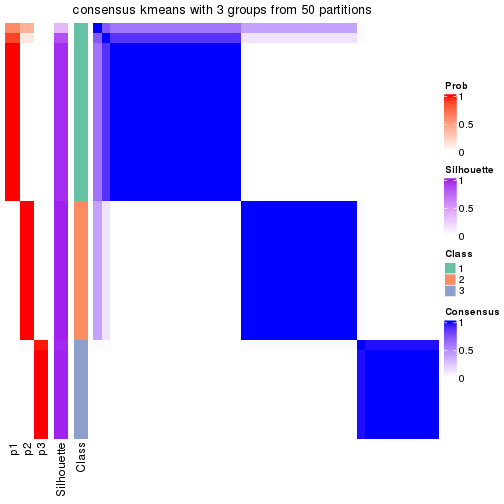 consensus kmeans with 3 groups from 50 partitions
Prob
1
0.5
0
Silhouette
1
0.5
0
Class
1
2
3
Consensus
1
0.5
0
p1
p2
p3
Silhouette
Class